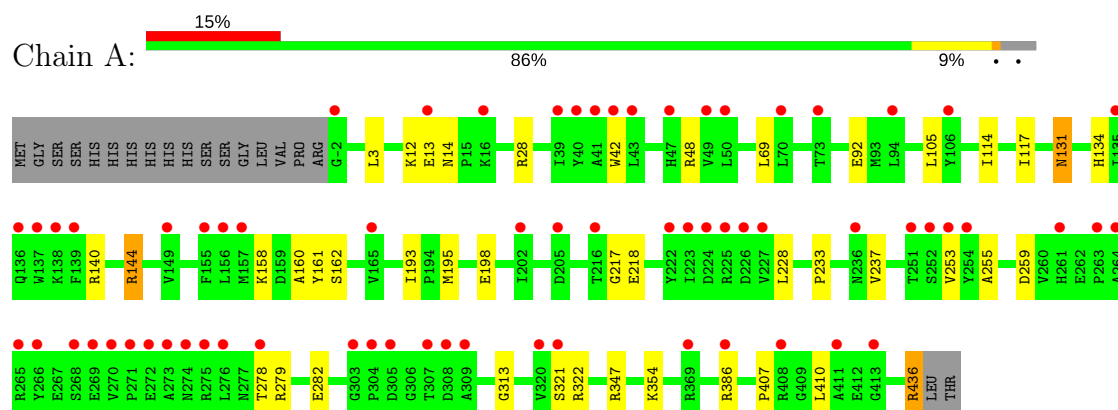 15%
Chain A:
86% 9% • •
MET GLY SER SER HIS HIS HIS HIS HIS HIS SER SER GLY LEU VAL PRO ARG G-2 L3 K12 E13 N14 P15 K16 R28 I39 Y40 A41 W42 L43 H47 R48 V49 L50 L69 L70 T73 E92 M93 L94 L105 Y106 I114 I117 N131 H134 I135
Q136 W137 K138 F139 R140 R144 V149 F155 L156 M157 K158 D159 A160 Y161 S162 V165 I193 P194 M195 E198 I202 D205 T216 G217 E218 Y222 I223 D224 R225 D226 V227 L228 P233 N236 V237 T251 S252 V253 Y254 A255 D259 V260 H261 E262 P263 A264
R265 Y266 E267 S268 E269 V270 P271 E272 A273 N274 R275 L276 N277 T278 R279 E282 G303 P304 D305 G306 T307 D308 A309 G313 V320 S321 R322 R347 K354 R369 R386 P407 R408 G409 L410 A411 E412 G413 R436 LEU THR